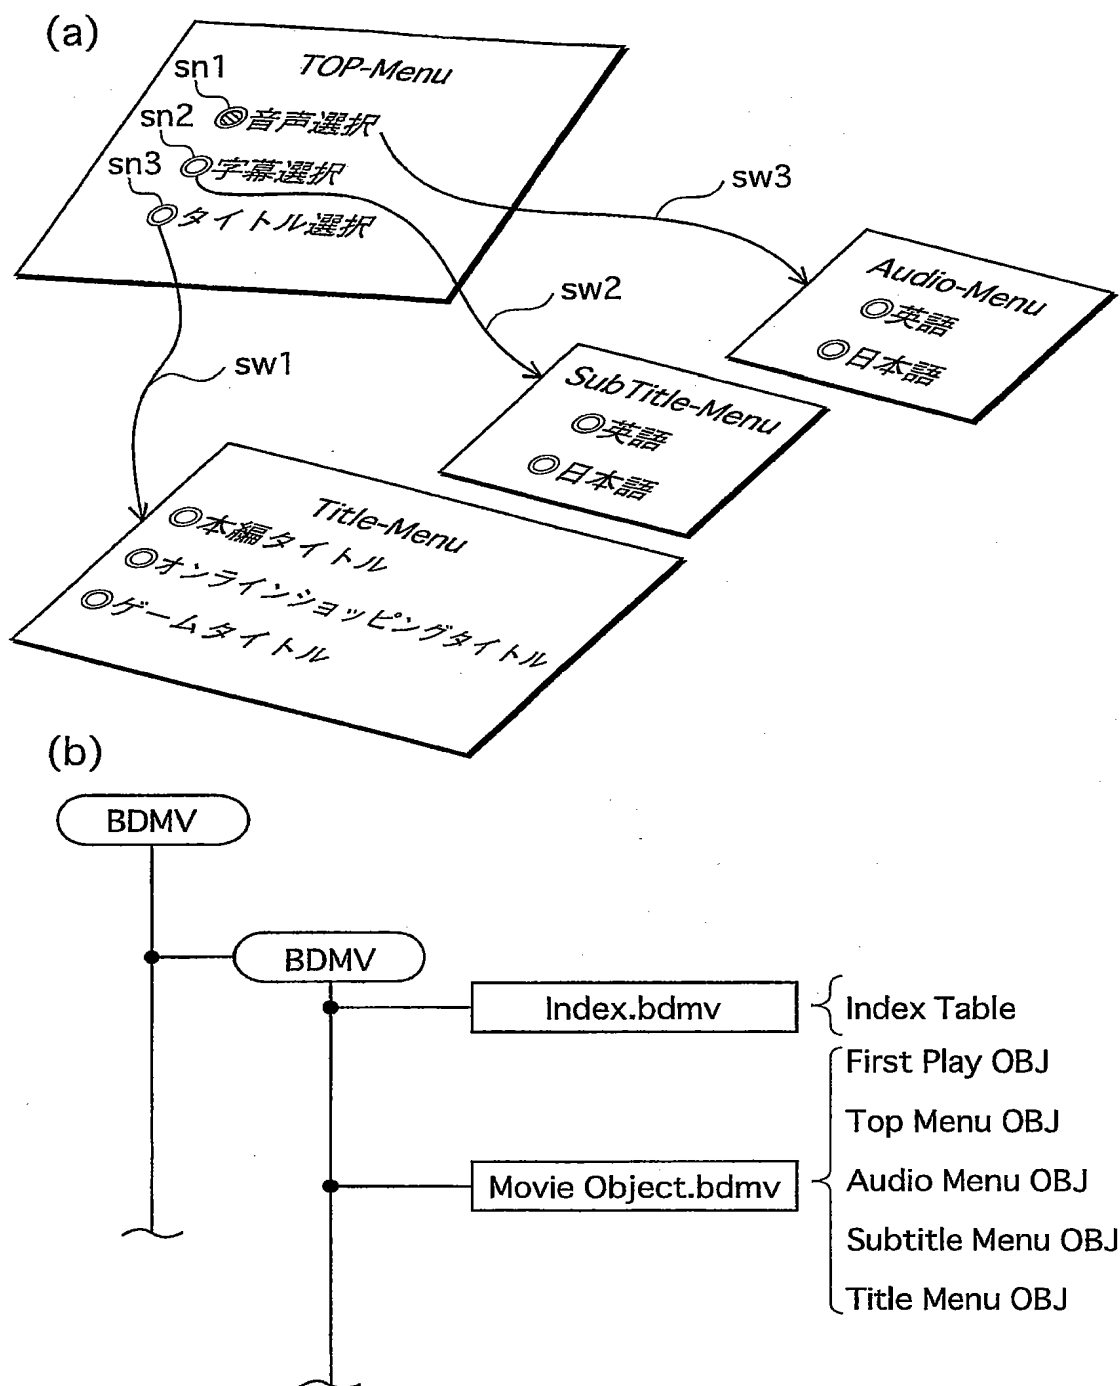 (a)
TOP-Menu
sn1
音声選択
sn2
字幕選択
sn3
タイトル選択
sw3
sw2
sw1
Audio-Menu
英語
日本語
SubTitle-Menu
英語
日本語
Title-Menu
本編タイトル
オンラインショッピングタイトル
ゲームタイトル
(b)
BDMV
BDMV
Index.bdmv
Index Table
First Play OBJ
Top Menu OBJ
Movie Object.bdmv
Audio Menu OBJ
Subtitle Menu OBJ
Title Menu OBJ